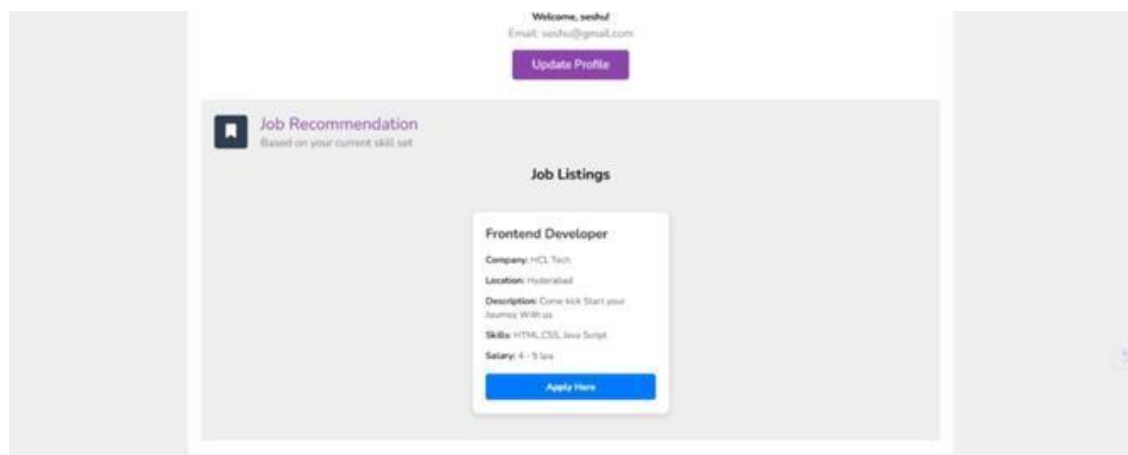 Welcome, seshu!
Email: seshu@gmail.com
Update Profile
Job Recommendation
Based on your current skill set
Job Listings
Frontend Developer
Company: HCL Tech
Location: Hyderabad
Description: Come kick Start your
Journey With us
Skills: HTML,CSS, Java Script
Salary: 4 - 5 lpa
Apply Here